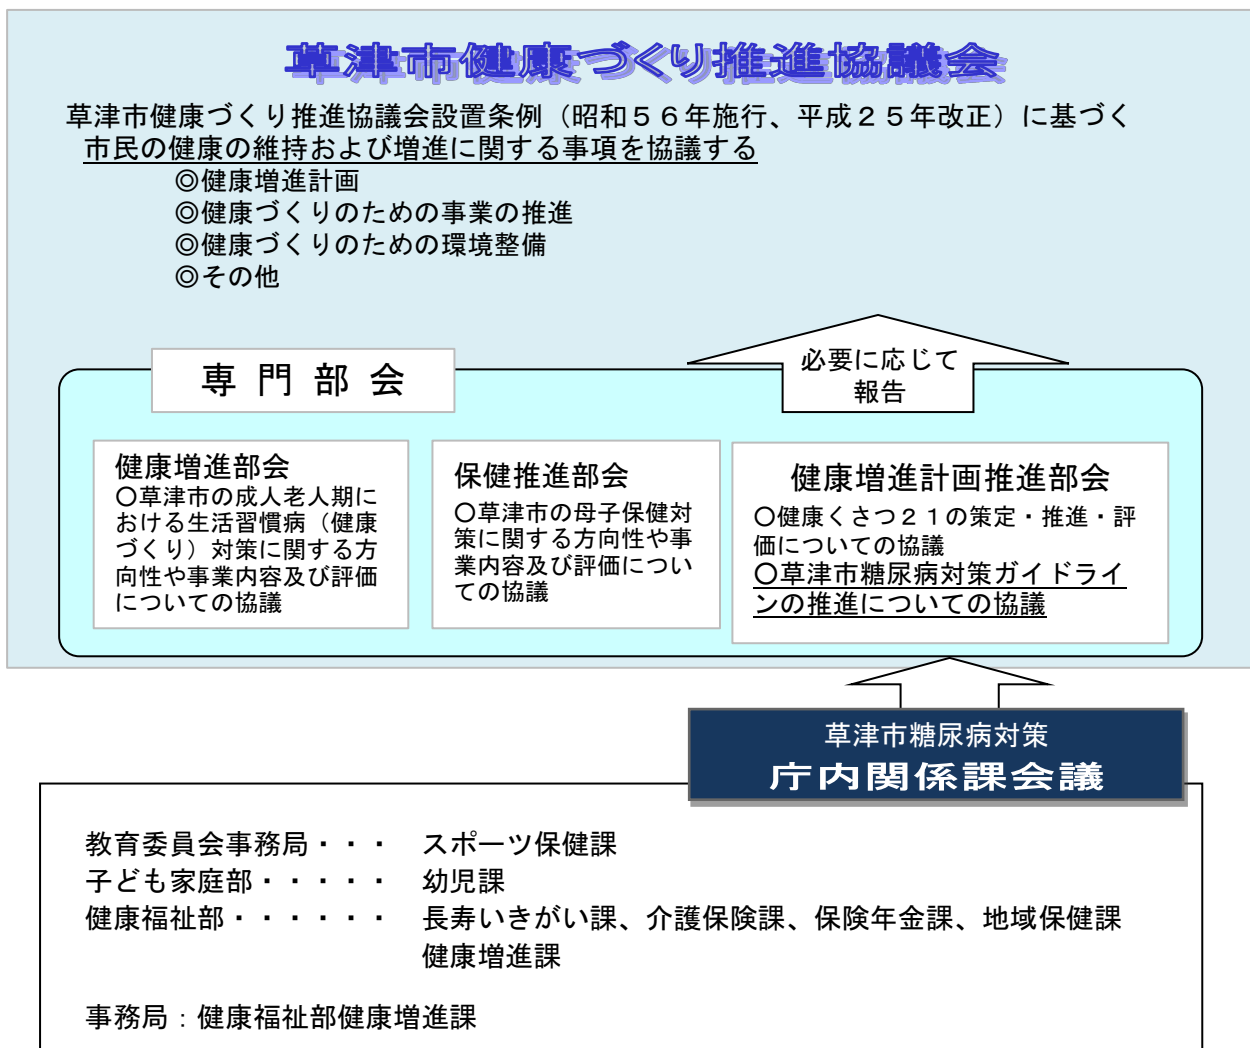 草津市健康づくり推進協議会
草津市健康づくり推進協議会設置条例（昭和５６年施行、平成２５年改正）に基づく
市民の健康の維持および増進に関する事項を協議する
◎健康増進計画
◎健康づくりのための事業の推進
◎健康づくりのための環境整備
◎その他
必要に応じて
報告
専 門 部 会
健康増進部会
○草津市の成人老人期に
おける生活習慣病（健康
づくり）対策に関する方
向性や事業内容及び評価
についての協議
保健推進部会
○草津市の母子保健対
策に関する方向性や事
業内容及び評価につい
ての協議
健康増進計画推進部会
○健康くさつ２１の策定・推進・評
価についての協議
○草津市糖尿病対策ガイドライ
ンの推進についての協議
草津市糖尿病対策
庁内関係課会議
教育委員会事務局・・・　スポーツ保健課
子ども家庭部・・・・・　幼児課
健康福祉部・・・・・・　長寿いきがい課、介護保険課、保険年金課、地域保健課
健康増進課
事務局：健康福祉部健康増進課